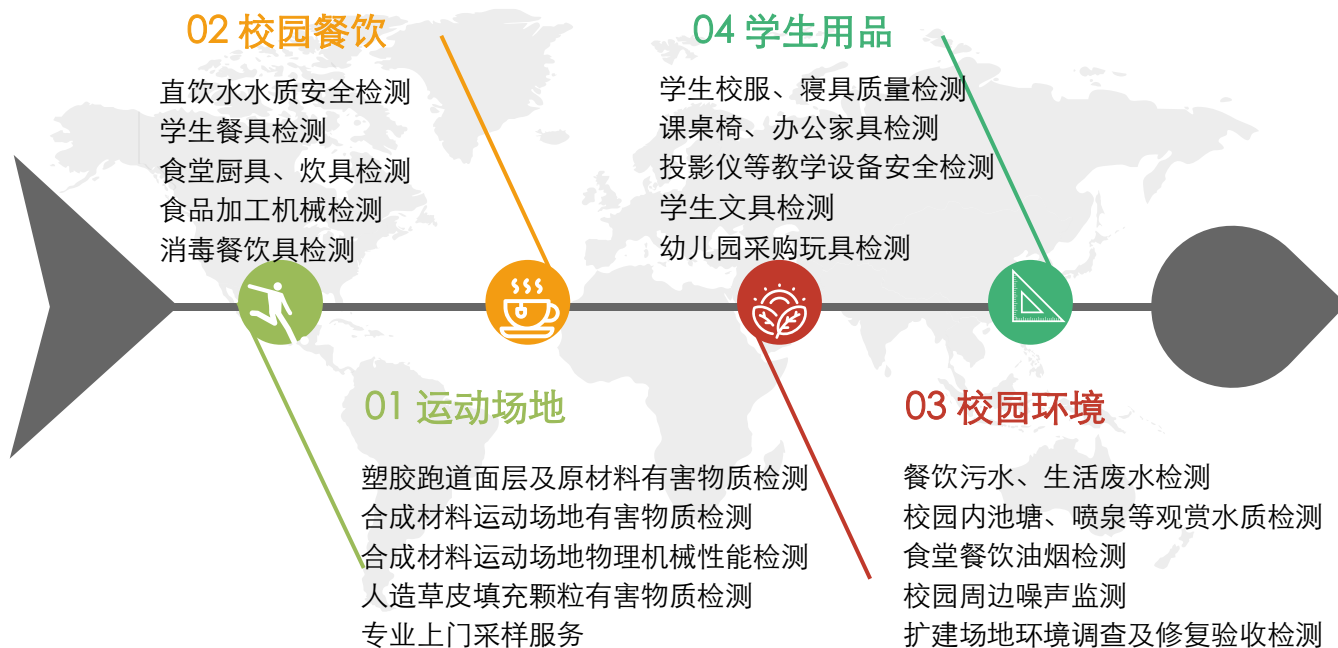 02 校园餐饮
直饮水水质安全检测
学生餐具检测
食堂厨具、炊具检测
食品加工机械检测
消毒餐饮具检测
04 学生用品
学生校服、寝具质量检测
课桌椅、办公家具检测
投影仪等教学设备安全检测
学生文具检测
幼儿园采购玩具检测
01 运动场地
塑胶跑道面层及原材料有害物质检测
合成材料运动场地有害物质检测
合成材料运动场地物理机械性能检测
人造草皮填充颗粒有害物质检测
专业上门采样服务
03 校园环境
餐饮污水、生活废水检测
校园内池塘、喷泉等观赏水质检测
食堂餐饮油烟检测
校园周边噪声监测
扩建场地环境调查及修复验收检测